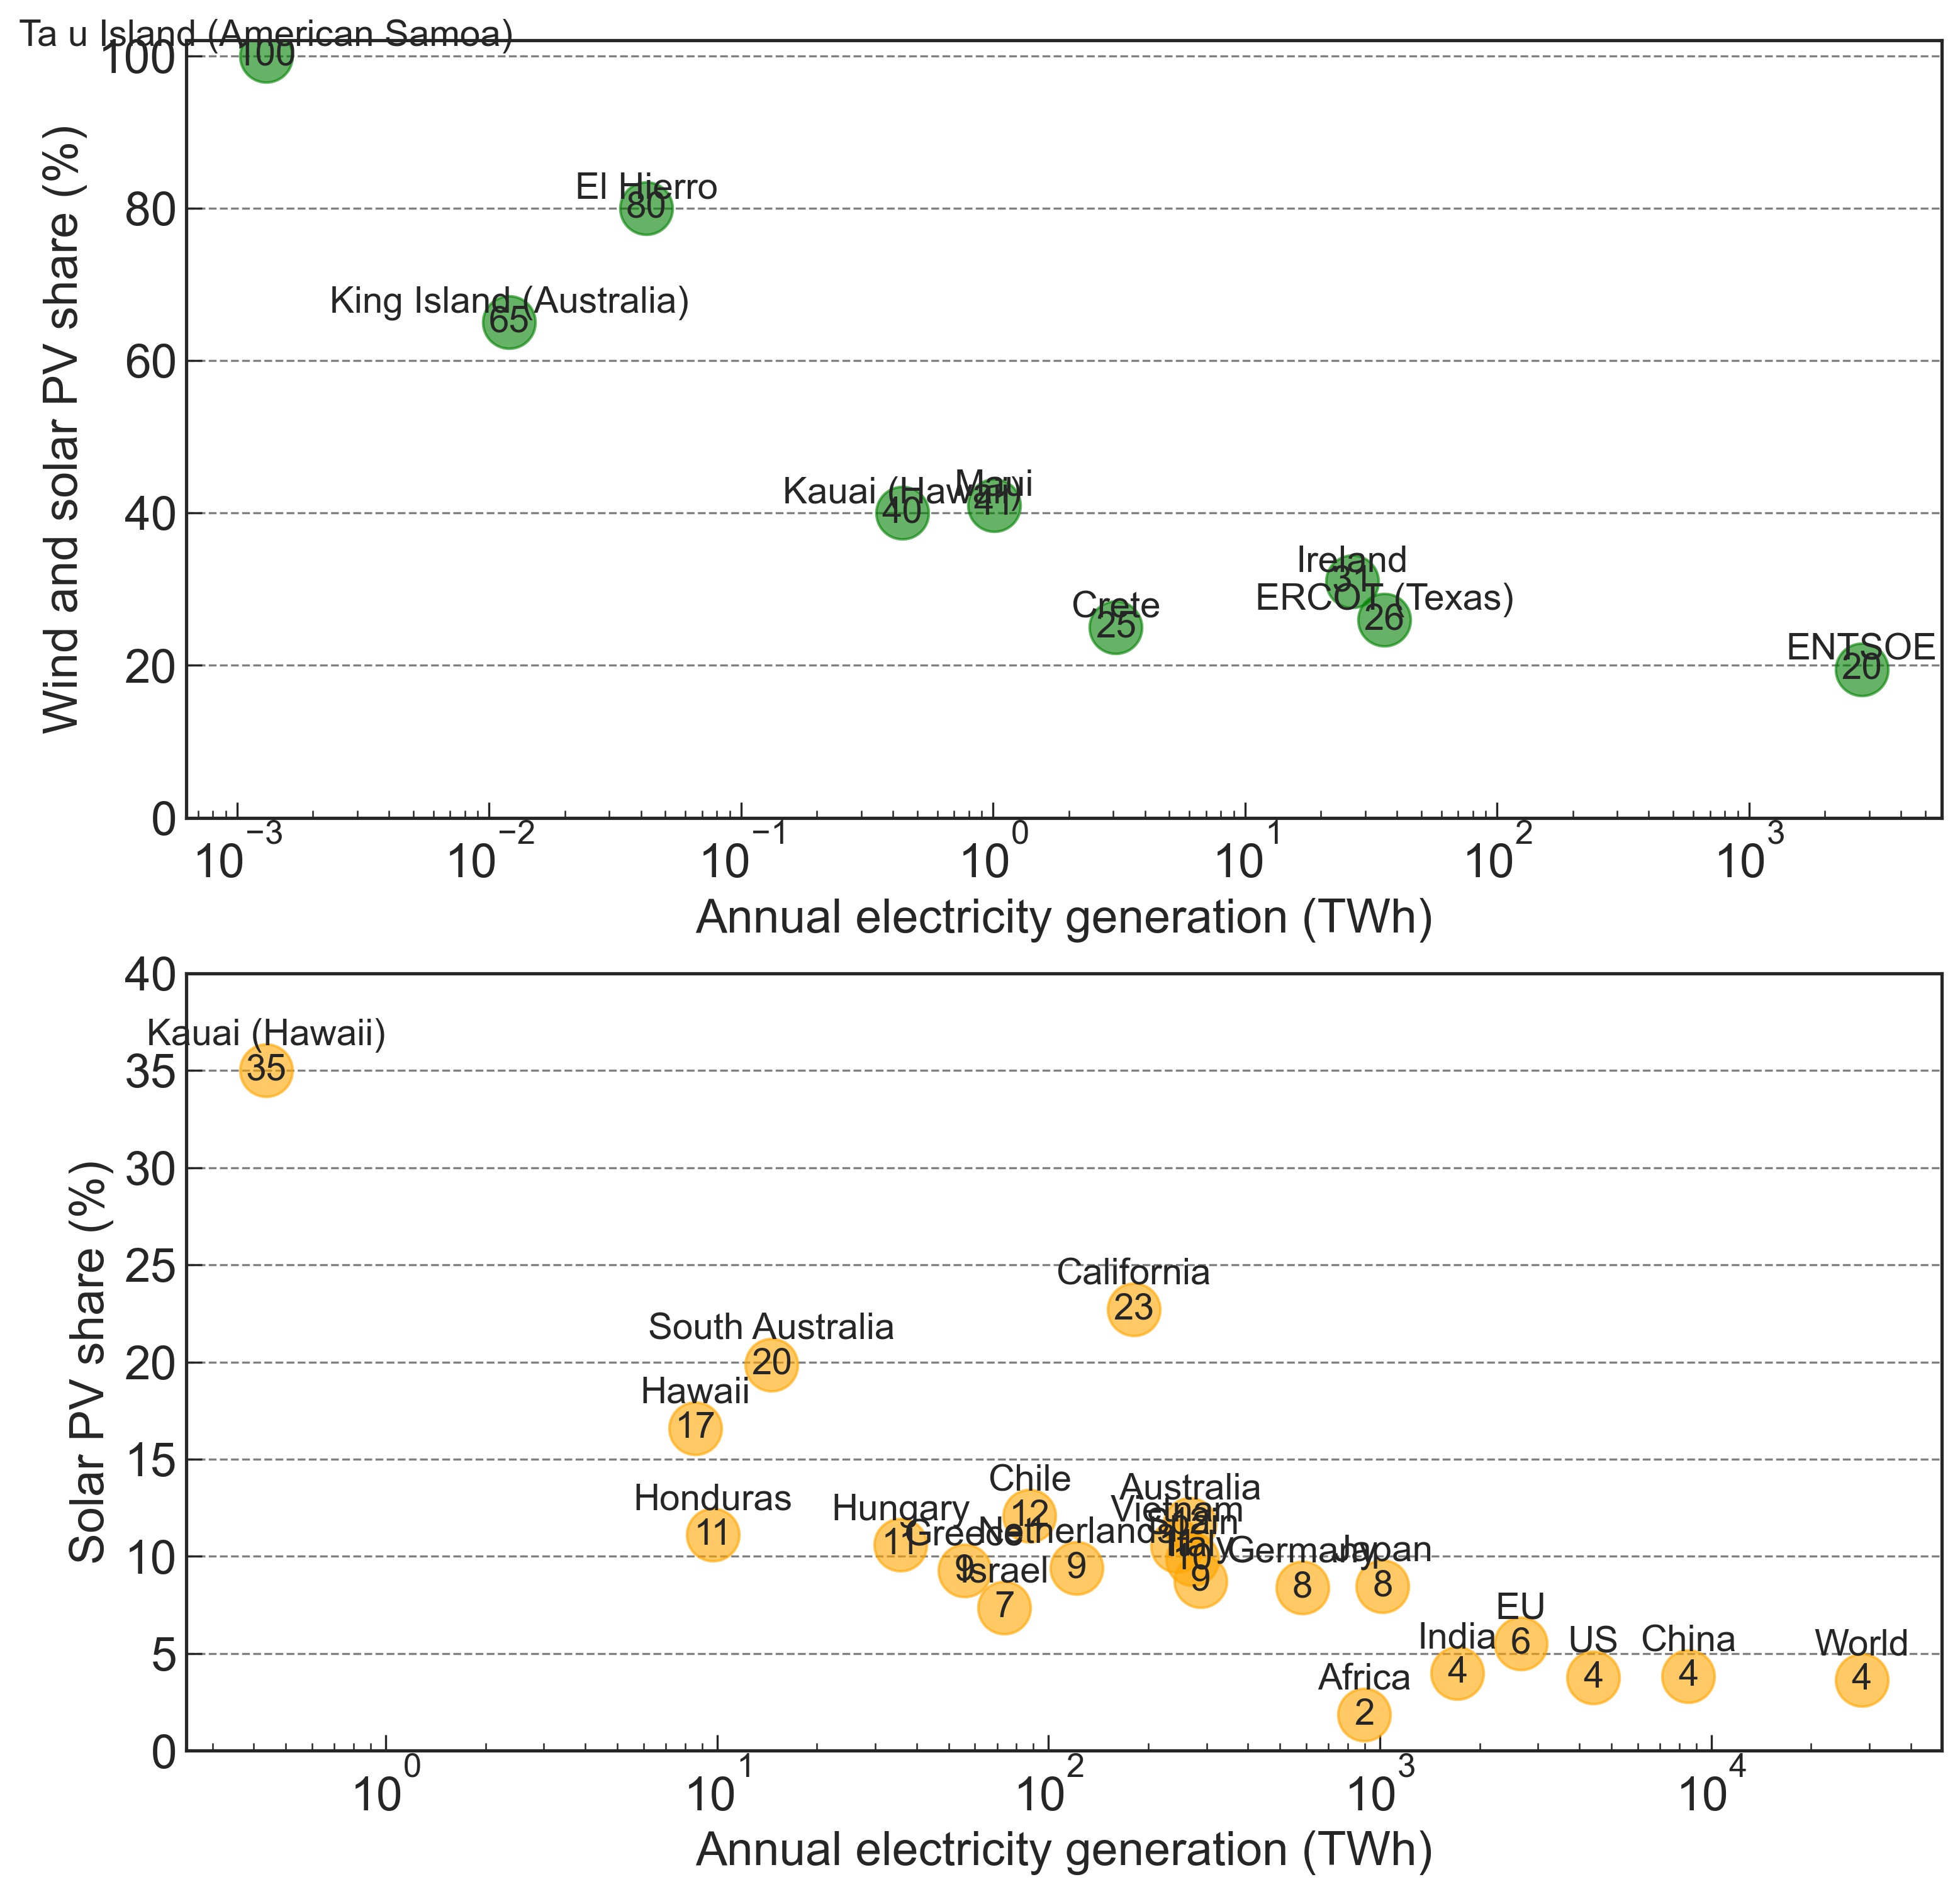 Ta u Island (American Samoa)
100
100
El Hierro
80
80
King Island (Australia)
65
60
Kauai (Hawaii)
40
Maui
41
40
Ireland
31
ERCOT (Texas)
26
Crete
25
ENTSOE
20
20
0
Wind and solar PV share (%)
10−3
10−2
10−1
100
101
102
103
Annual electricity generation (TWh)
40
Kauai (Hawaii)
35
35
30
25
California
23
South Australia
20
20
Hawaii
17
15
Chile
12
Australia
Vietnam
Spain
Italy
10
9
Honduras
11
Hungary
11
Greece
9
Netherlands
9
Israel
7
10
Germany
8
Japan
8
EU
6
India
4
US
4
China
4
World
4
5
Africa
2
0
Solar PV share (%)
100
101
102
103
104
Annual electricity generation (TWh)